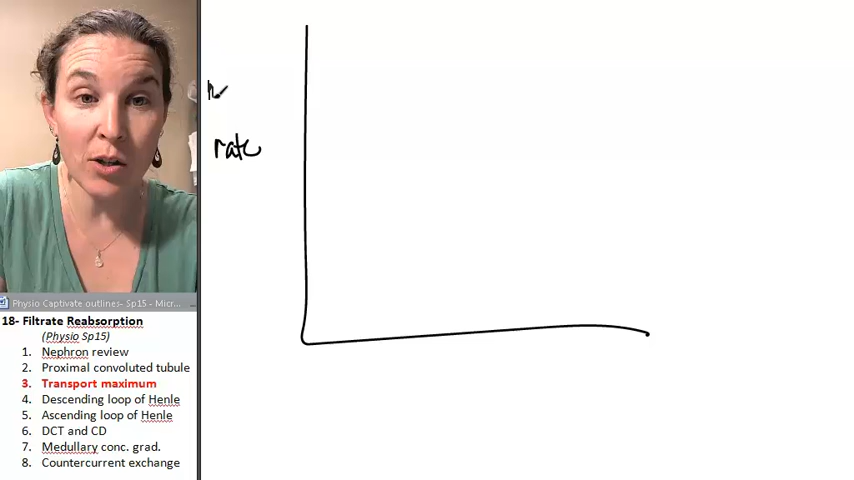 rate
Physio Captivate outlines- Sp15 - Micr...
18- Filtrate Reabsorption
(Physio Sp15)
1. Nephron review
2. Proximal convoluted tubule
3. Transport maximum
4. Descending loop of Henle
5. Ascending loop of Henle
6. DCT and CD
7. Medullary conc. grad.
8. Countercurrent exchange